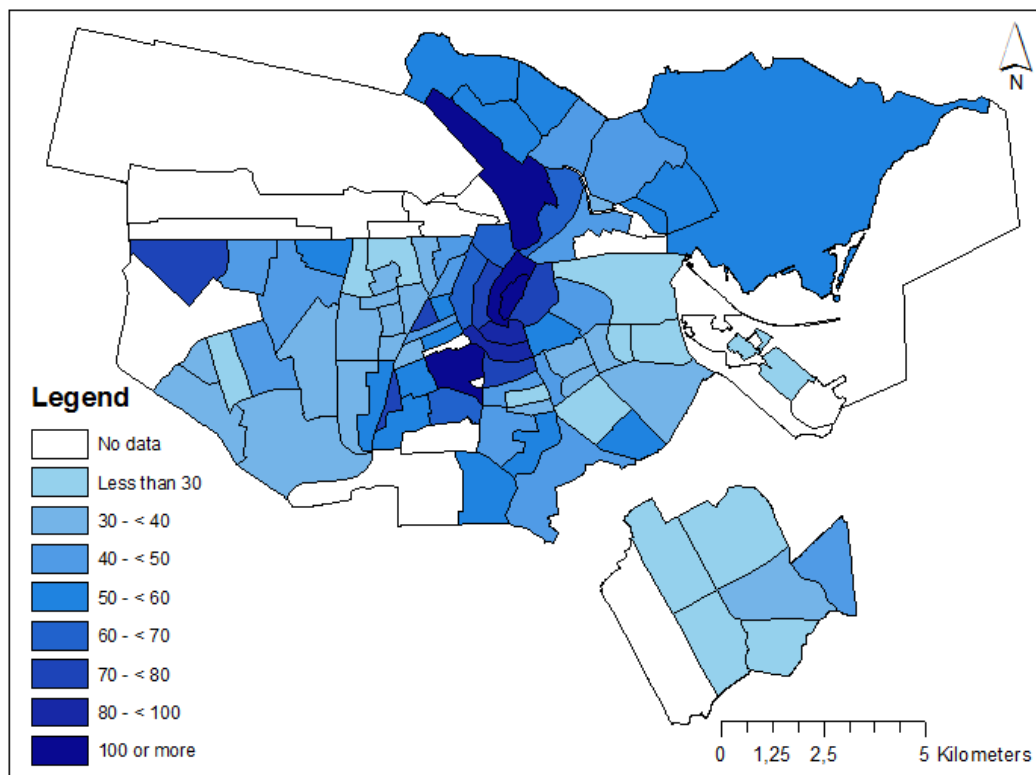 N
Legend
No data
Less than 30
30 - < 40
40 - < 50
50 - < 60
60 - < 70
70 - < 80
80 - < 100
100 or more
0 1,25 2,5 5 Kilometers